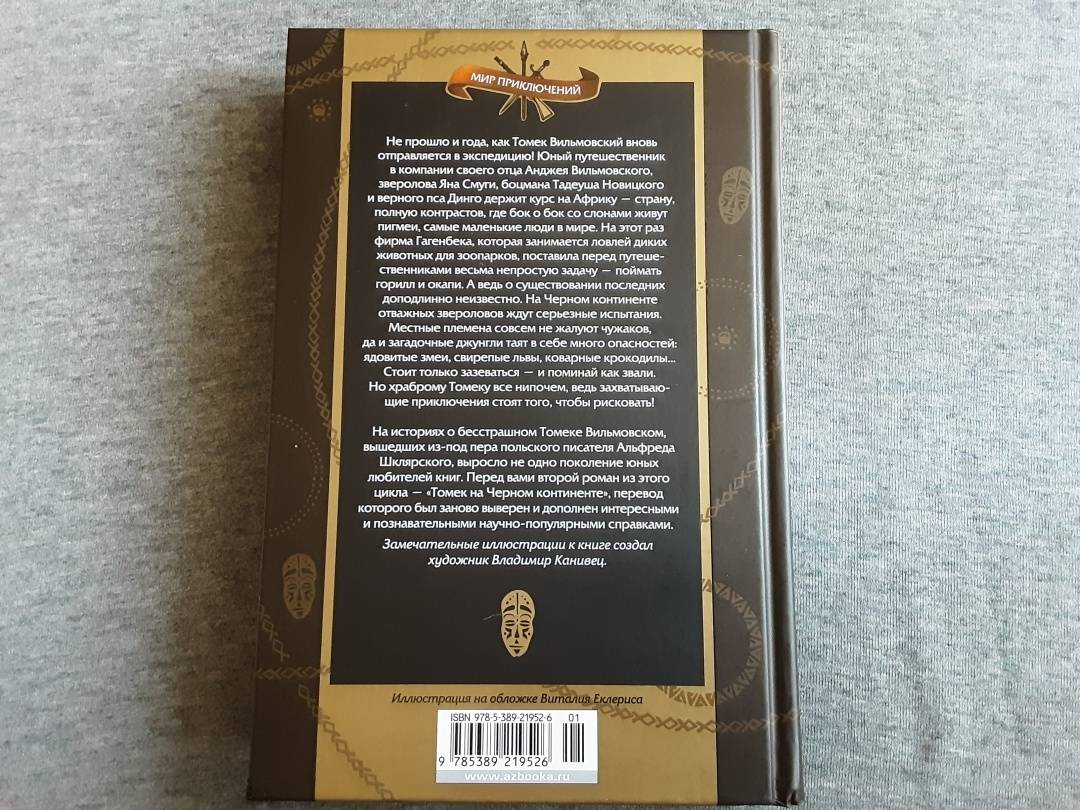 МИР ПРИКЛЮЧЕНИЙ
Не прошло и года, как Томек Вильмовский вновь
отправляется в экспедицию! Юный путешественник
в компании своего отца Анджея Вильмовского,
зверолова Яна Смуги, боцмана Тадеуша Новицкого
и верного пса Динго держит курс на Африку — страну,
полную контрастов, где бок о бок со слонами живут
пигмеи, самые маленькие люди в мире. На этот раз
фирма Гагенбека, которая занимается ловлей диких
животных для зоопарков, поставила перед путеше-
ственниками весьма непростую задачу — поймать
горилл и окапи. А ведь о существовании последних
доподлинно неизвестно. На Черном континенте
отважных звероловов ждут серьезные испытания.
Местные племена совсем не жалуют чужаков,
да и загадочные джунгли таят в себе много опасностей:
ядовитые змеи, свирепые львы, коварные крокодилы...
Стоит только зазеваться — и поминай как звали.
Но храброму Томеку все нипочем, ведь захватываю-
щие приключения стоят того, чтобы рисковать!
На историях о бесстрашном Томеке Вильмовском,
вышедших из-под пера польского писателя Альфреда
Шклярского, выросло не одно поколение юных
любителей книг. Перед вами второй роман из этого
цикла — «Томек на Черном континенте», перевод
которого был заново выверен и дополнен интересными
и познавательными научно-популярными справками.
Замечательные иллюстрации к книге создал
художник Владимир Канивец.
Иллюстрация на обложке Виталия Еклериса
ISBN 978-5-389-21952-6 01
9 785389 219526
www.azbooka.ru